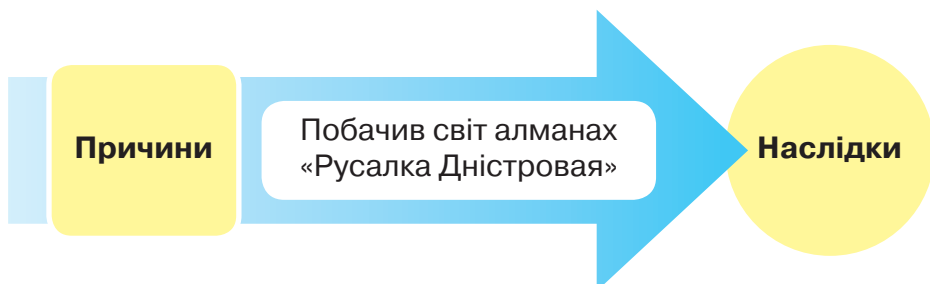 Причини
Побачив світ алманах
«Русалка Дністровая»
Наслідки